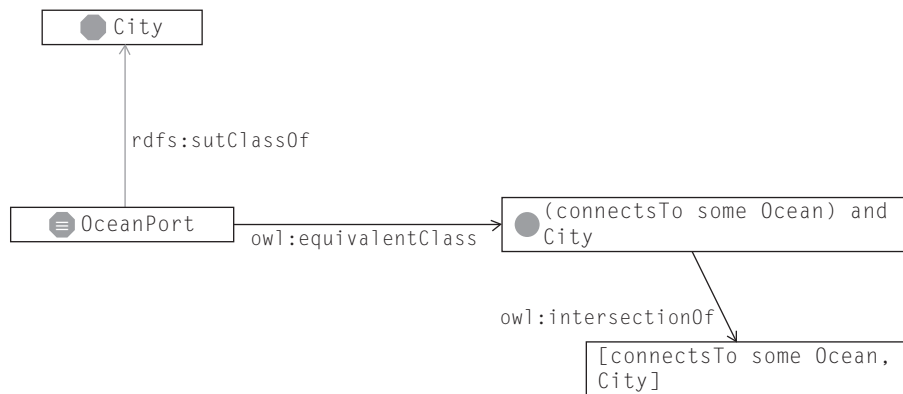 City
rdfs:sutClassOf
OceanPort
owl:equivalentClass
(connectsTo some Ocean) and
City
owl:intersectionOf
[connectsTo some Ocean,
City]